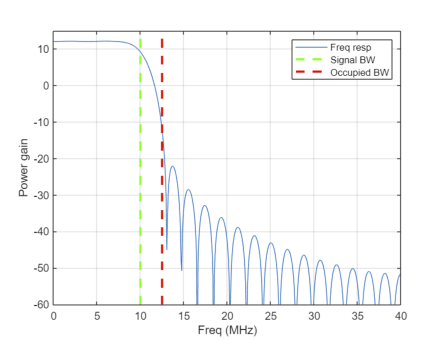 Freq resp
Signal BW
Occupied BW
Power gain
10
0
-10
-20
-30
-40
-50
-60
0 5 10 15 20 25 30 35 40
Freq (MHz)